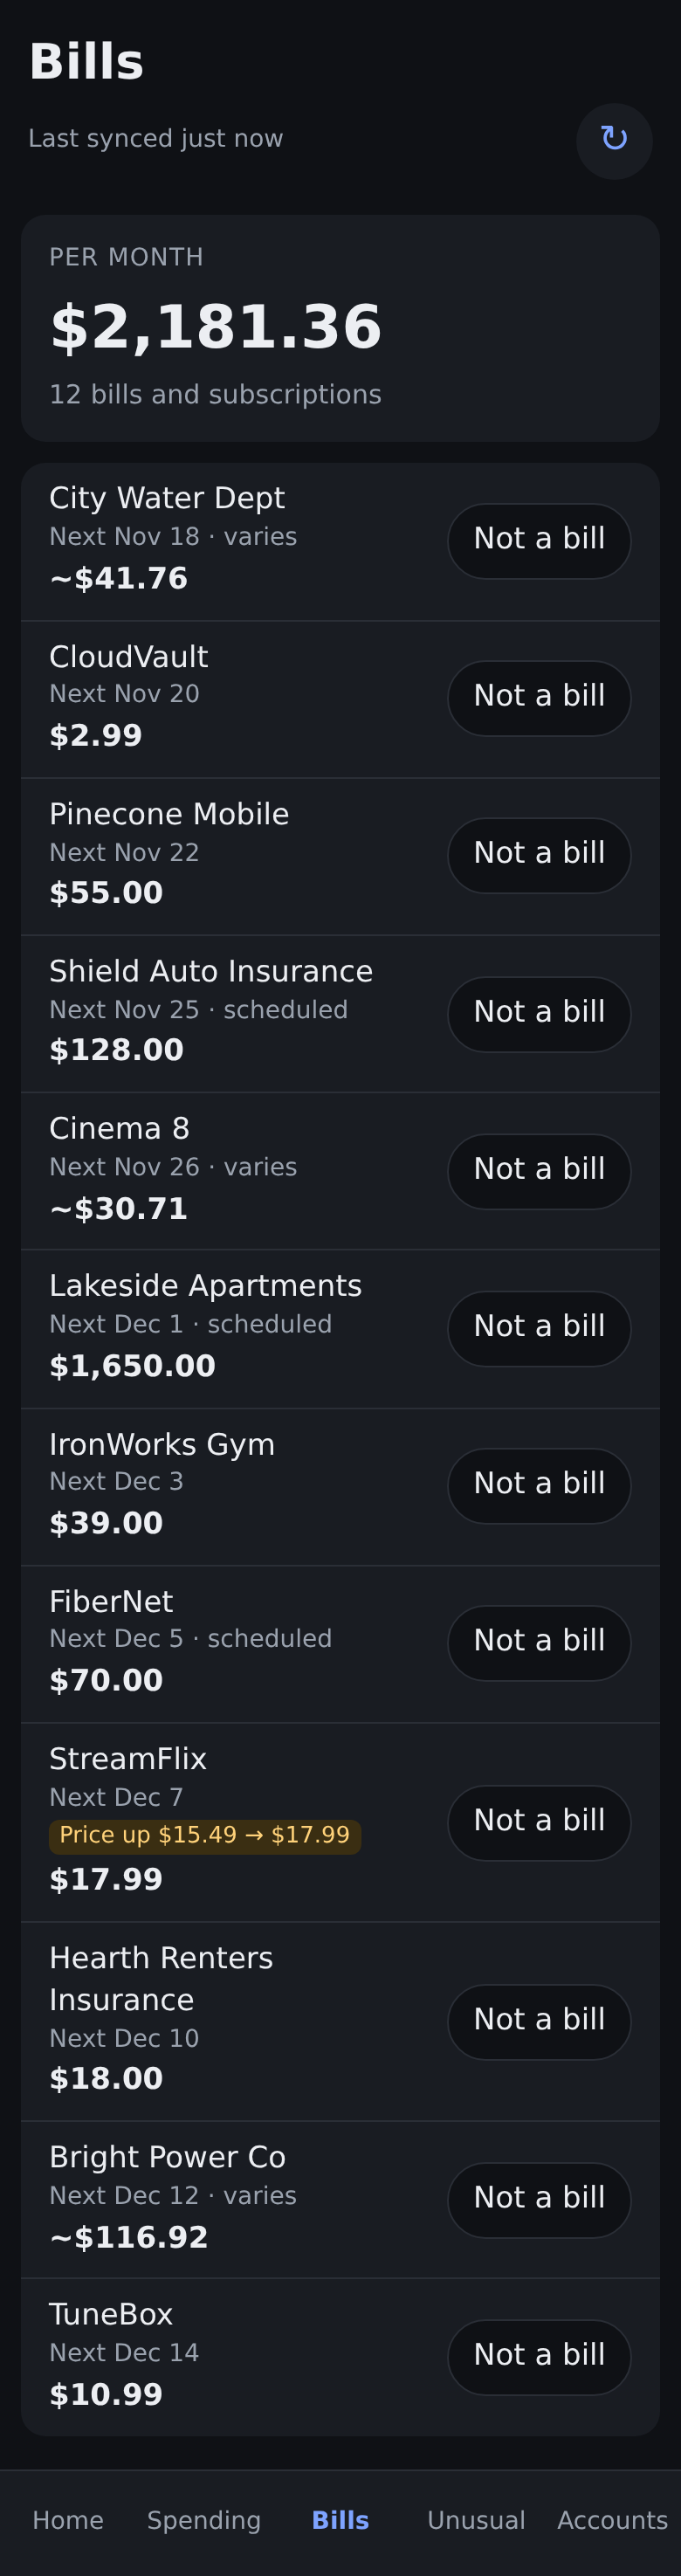 Bills
Last synced just now
↻
PER MONTH
$2,181.36
12 bills and subscriptions
City Water Dept
Next Nov 18 · varies
~$41.76
Not a bill
CloudVault
Next Nov 20
$2.99
Not a bill
Pinecone Mobile
Next Nov 22
$55.00
Not a bill
Shield Auto Insurance
Next Nov 25 · scheduled
$128.00
Not a bill
Cinema 8
Next Nov 26 · varies
~$30.71
Not a bill
Lakeside Apartments
Next Dec 1 · scheduled
$1,650.00
Not a bill
IronWorks Gym
Next Dec 3
$39.00
Not a bill
FiberNet
Next Dec 5 · scheduled
$70.00
Not a bill
StreamFlix
Next Dec 7
Price up $15.49 → $17.99
$17.99
Not a bill
Hearth Renters
Insurance
Next Dec 10
$18.00
Not a bill
Bright Power Co
Next Dec 12 · varies
~$116.92
Not a bill
TuneBox
Next Dec 14
$10.99
Not a bill
Home Spending Bills Unusual Accounts